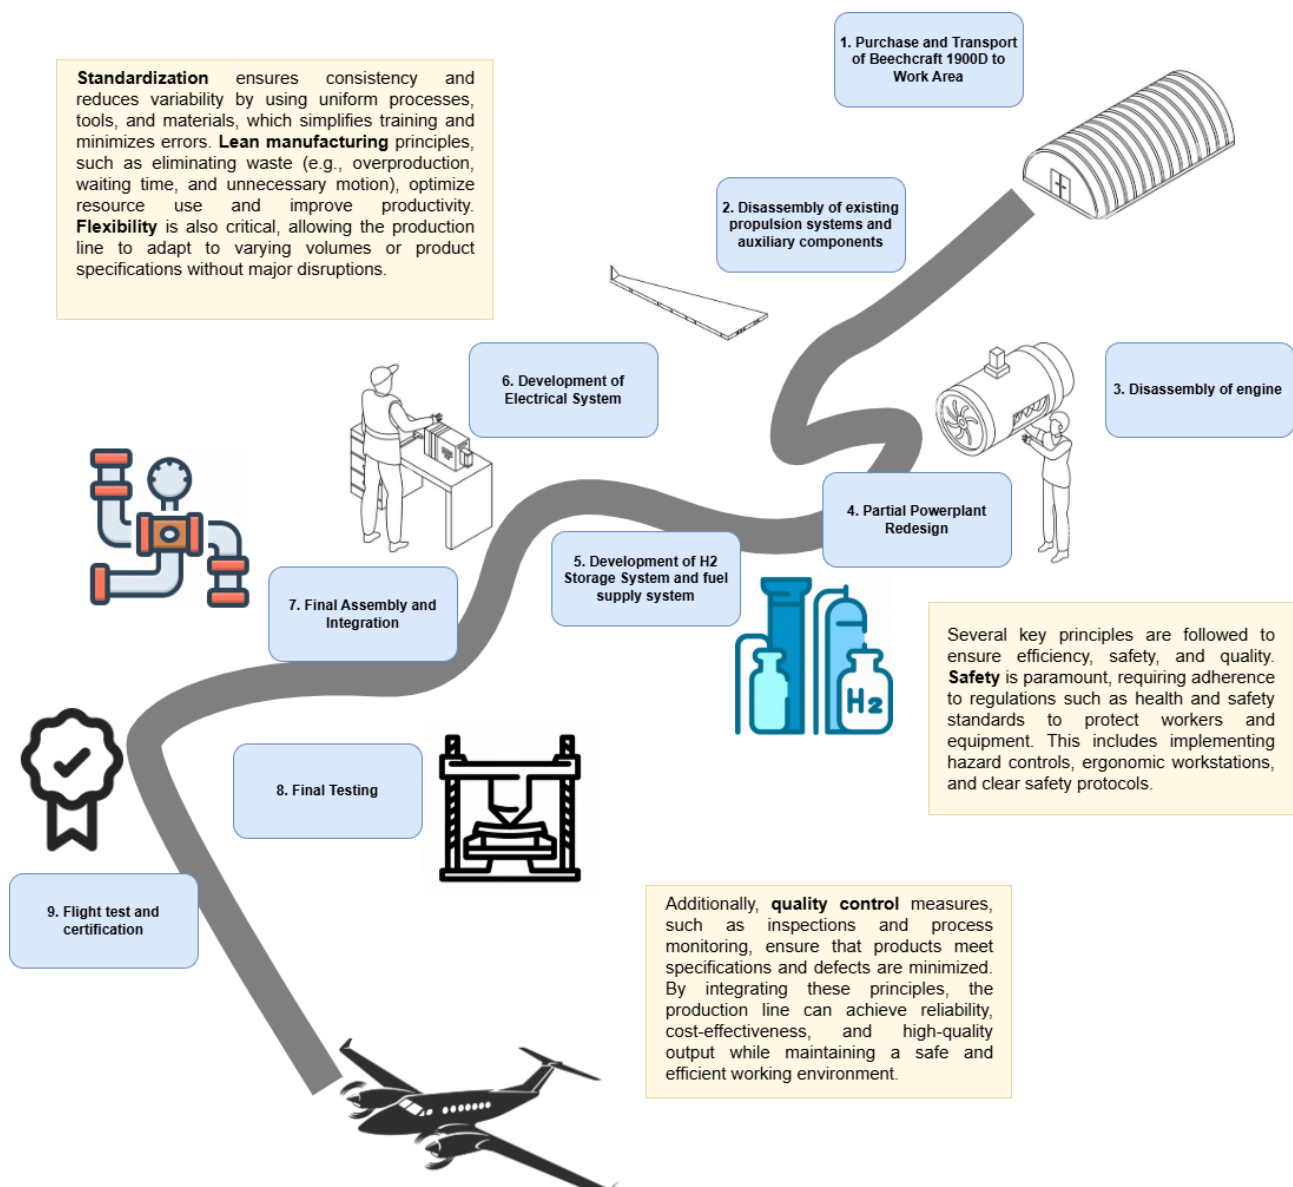 1. Purchase and Transport
of Beechcraft 1900D to
Work Area
Standardization ensures consistency and
reduces variability by using uniform processes,
tools, and materials, which simplifies training and
minimizes errors. Lean manufacturing principles,
such as eliminating waste (e.g., overproduction,
waiting time, and unnecessary motion), optimize
resource use and improve productivity.
Flexibility is also critical, allowing the production
line to adapt to varying volumes or product
specifications without major disruptions.
2. Disassembly of existing
propulsion systems and
auxiliary components
3. Disassembly of engine
6. Development of
Electrical System
4. Partial Powerplant
Redesign
5. Development of H2
Storage System and fuel
supply system
7. Final Assembly and
Integration
H2
Several key principles are followed to
ensure efficiency, safety, and quality.
Safety is paramount, requiring adherence
to regulations such as health and safety
standards to protect workers and
equipment. This includes implementing
hazard controls, ergonomic workstations,
and clear safety protocols.
8. Final Testing
9. Flight test and
certification
Additionally, quality control measures,
such as inspections and process
monitoring, ensure that products meet
specifications and defects are minimized.
By integrating these principles, the
production line can achieve reliability,
cost-effectiveness, and high-quality
output while maintaining a safe and
efficient working environment.